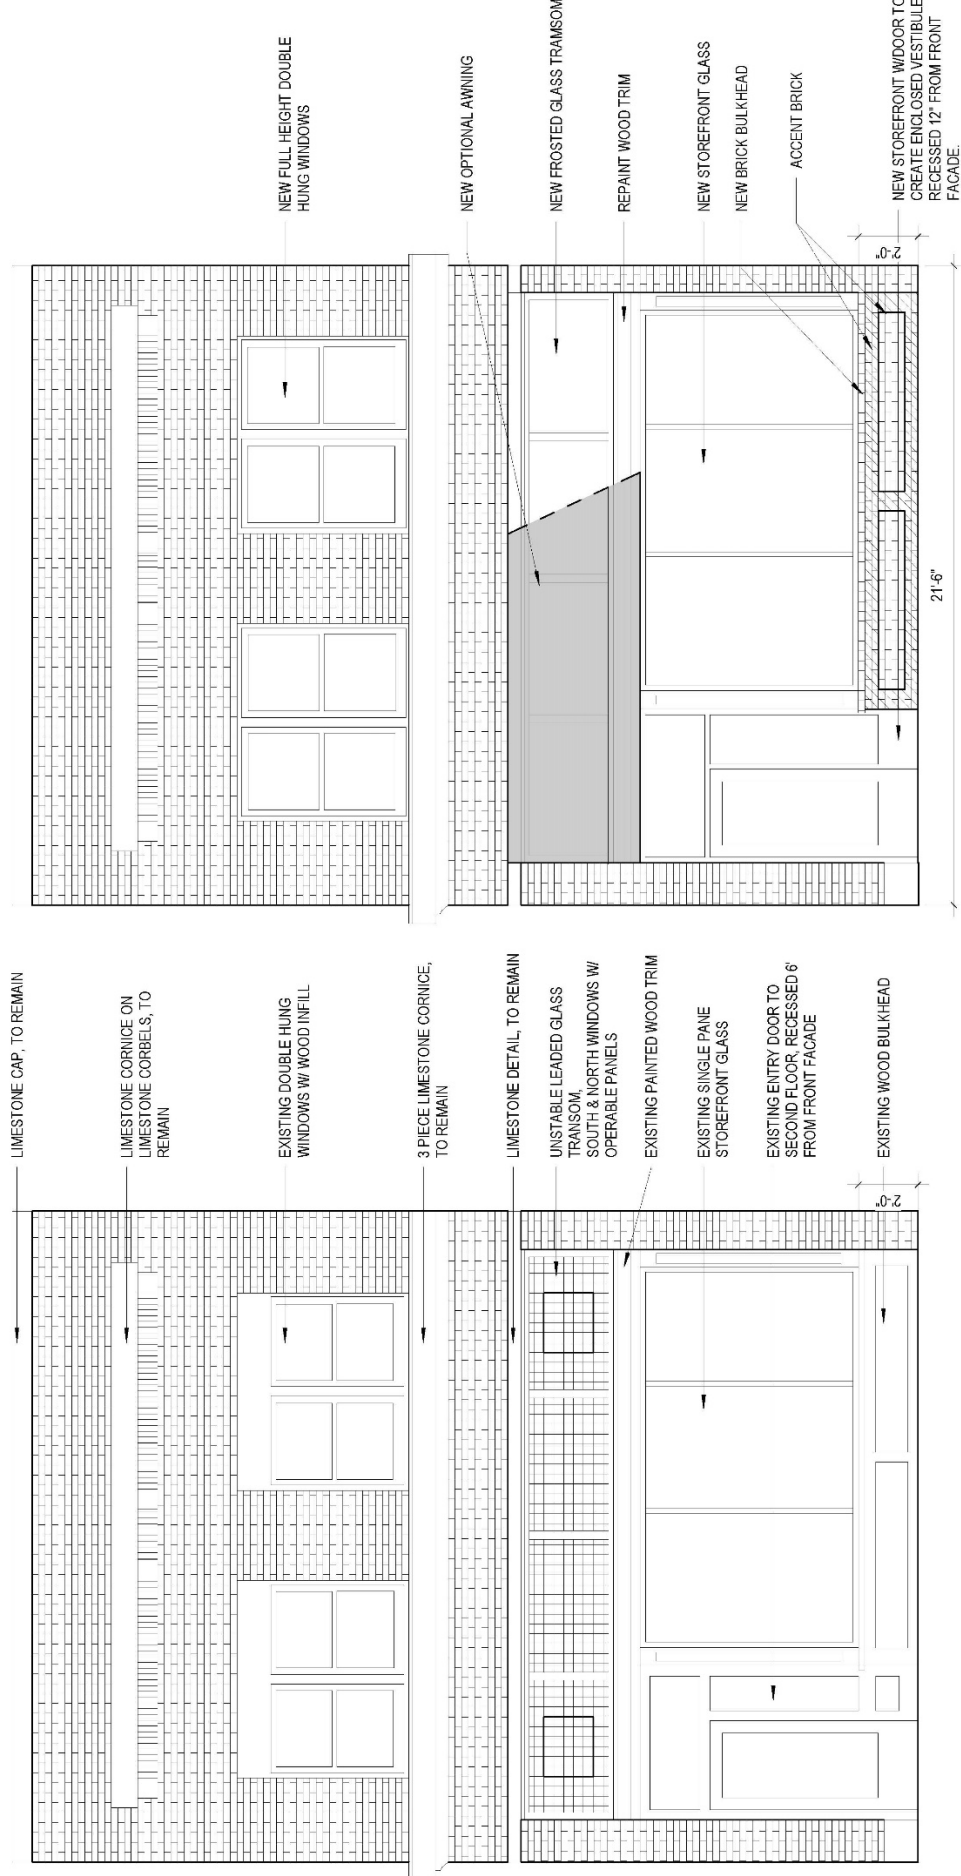 LIMESTONE CAP, TO REMAIN
LIMESTONE CORNICE ON
LIMESTONE CORBELS, TO
REMAIN
EXISTING DOUBLE HUNG
WINDOWS W/ WOOD INFILL
3 PIECE LIMESTONE CORNICE,
TO REMAIN
LIMESTONE DETAIL, TO REMAIN
UNSTABLE LEADED GLASS
TRANSOM,
SOUTH & NORTH WINDOWS W/
OPERABLE PANELS
EXISTING PAINTED WOOD TRIM
EXISTING SINGLE PANE
STOREFRONT GLASS
EXISTING ENTRY DOOR TO
SECOND FLOOR, RECESSED 6'
FROM FRONT FACADE
EXISTING WOOD BULKHEAD
2'-0"
NEW FULL HEIGHT DOUBLE
HUNG WINDOWS
NEW OPTIONAL AWNING
NEW FROSTED GLASS TRAMSOM
REPAINT WOOD TRIM
NEW STOREFRONT GLASS
NEW BRICK BULKHEAD
ACCENT BRICK
NEW STOREFRONT W/DOOR TO
CREATE ENCLOSED VESTIBULE
RECESSED 12" FROM FRONT
FACADE.
2'-0"
21'-6"